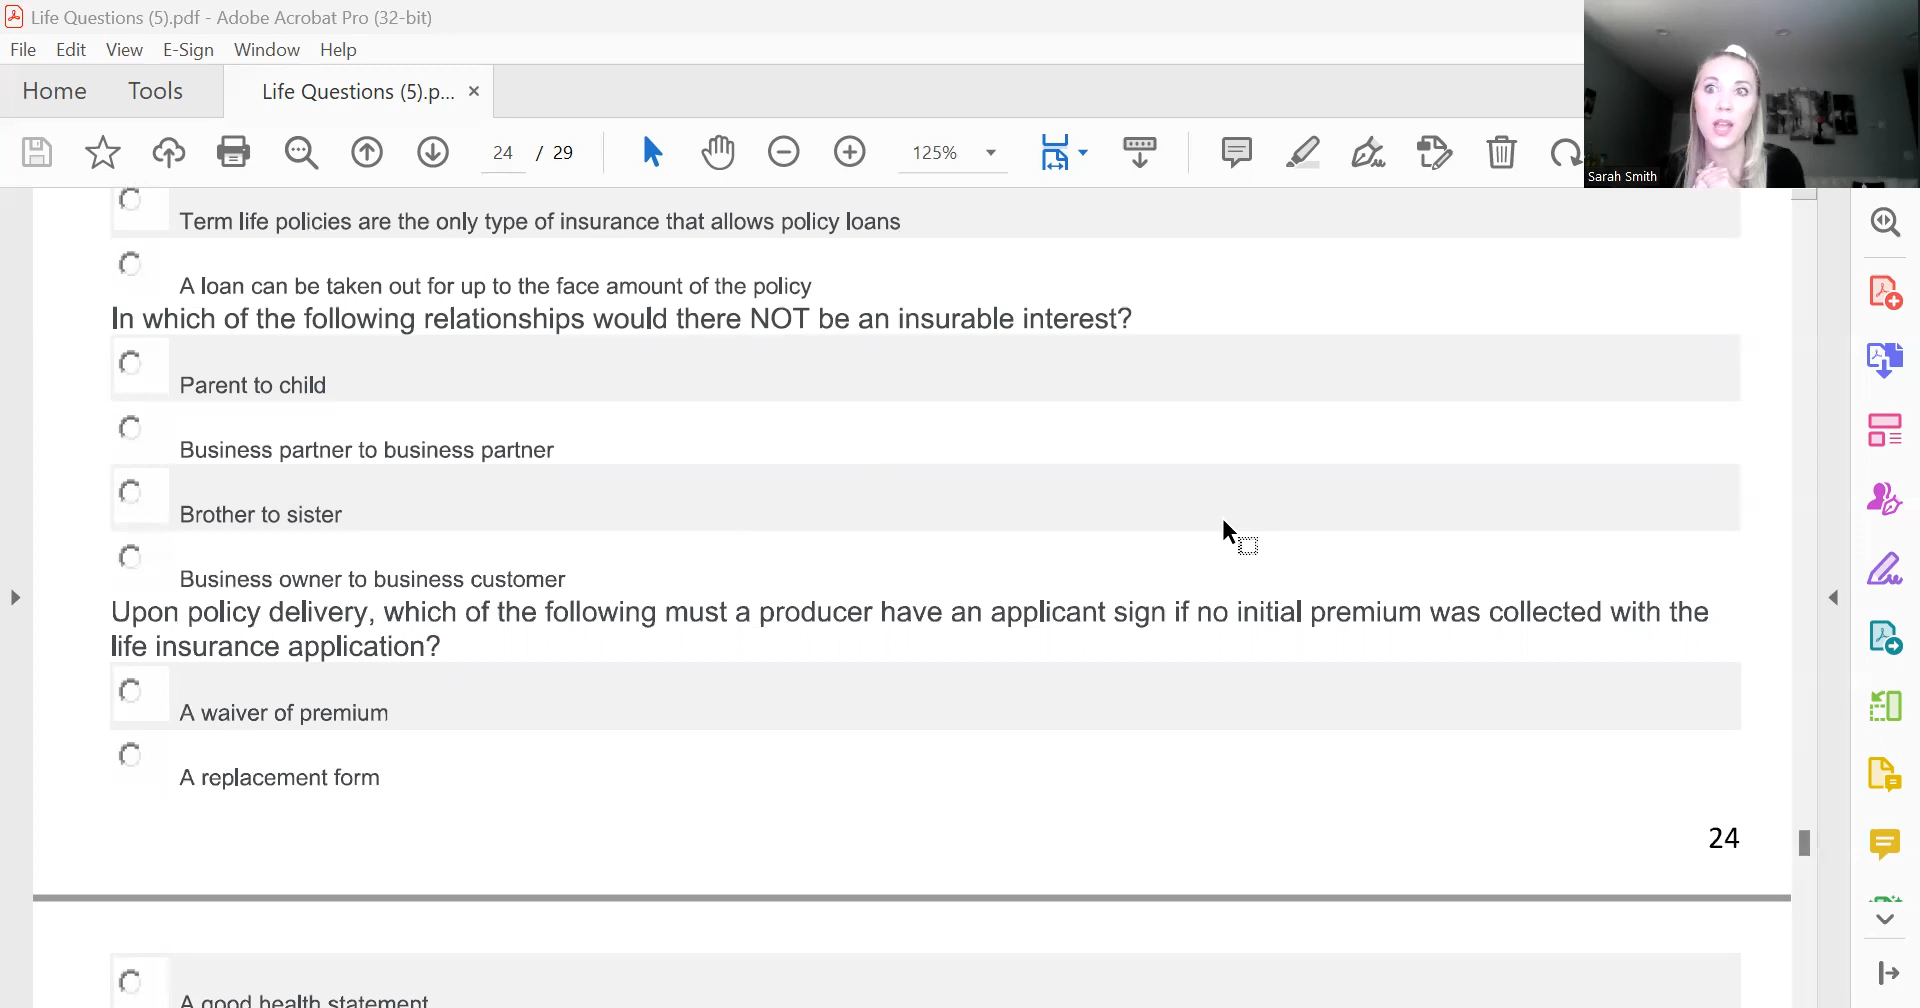 Life Questions (5).pdf - Adobe Acrobat Pro (32-bit)
File Edit View E-Sign Window Help
Home Tools Life Questions (5).p... ×
24 / 29 125%
Sarah Smith
Term life policies are the only type of insurance that allows policy loans
A loan can be taken out for up to the face amount of the policy
In which of the following relationships would there NOT be an insurable interest?
Parent to child
Business partner to business partner
Brother to sister
Business owner to business customer
Upon policy delivery, which of the following must a producer have an applicant sign if no initial premium was collected with the
life insurance application?
A waiver of premium
A replacement form
24
A good health statement